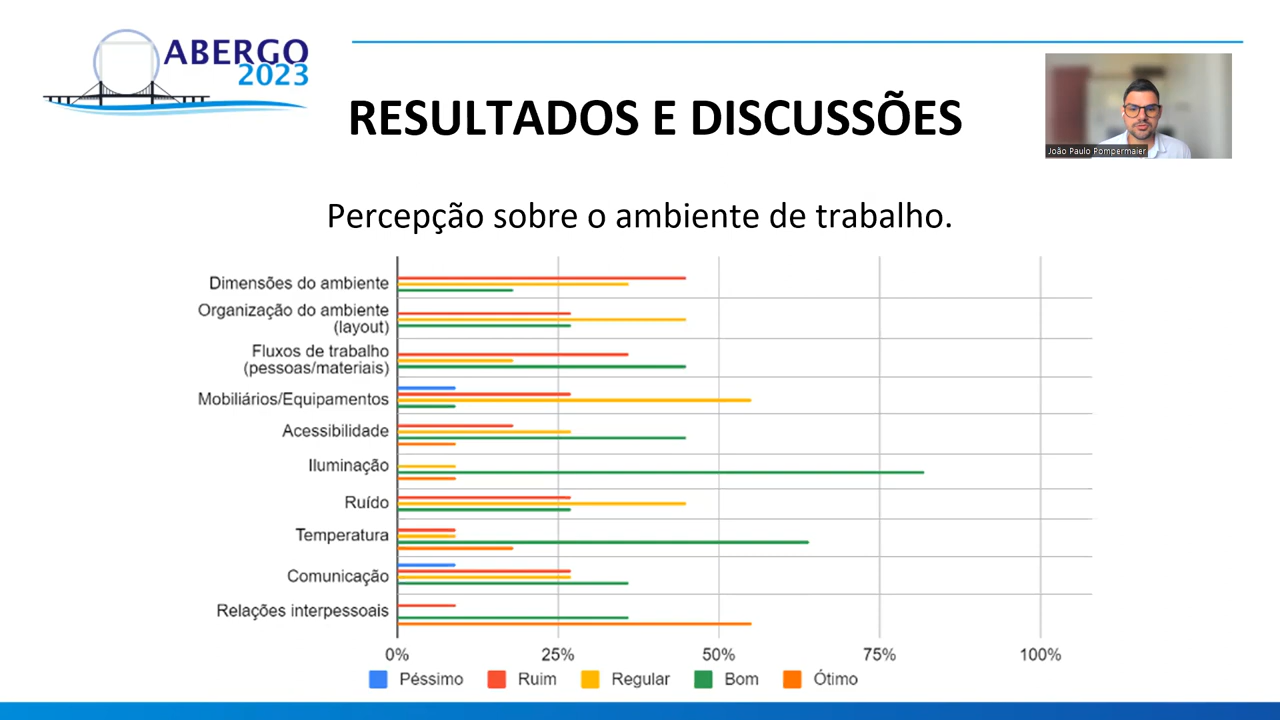 ABERGO
2023
RESULTADOS E DISCUSSÕES
João Paulo Pompermaier
Percepção sobre o ambiente de trabalho.
Dimensões do ambiente
Organização do ambiente
(layout)
Fluxos de trabalho
(pessoas/materiais)
Mobiliários/Equipamentos
Acessibilidade
Iluminação
Ruído
Temperatura
Comunicação
Relações interpessoais
0% 25% 50% 75% 100%
Péssimo Ruim Regular Bom Ótimo